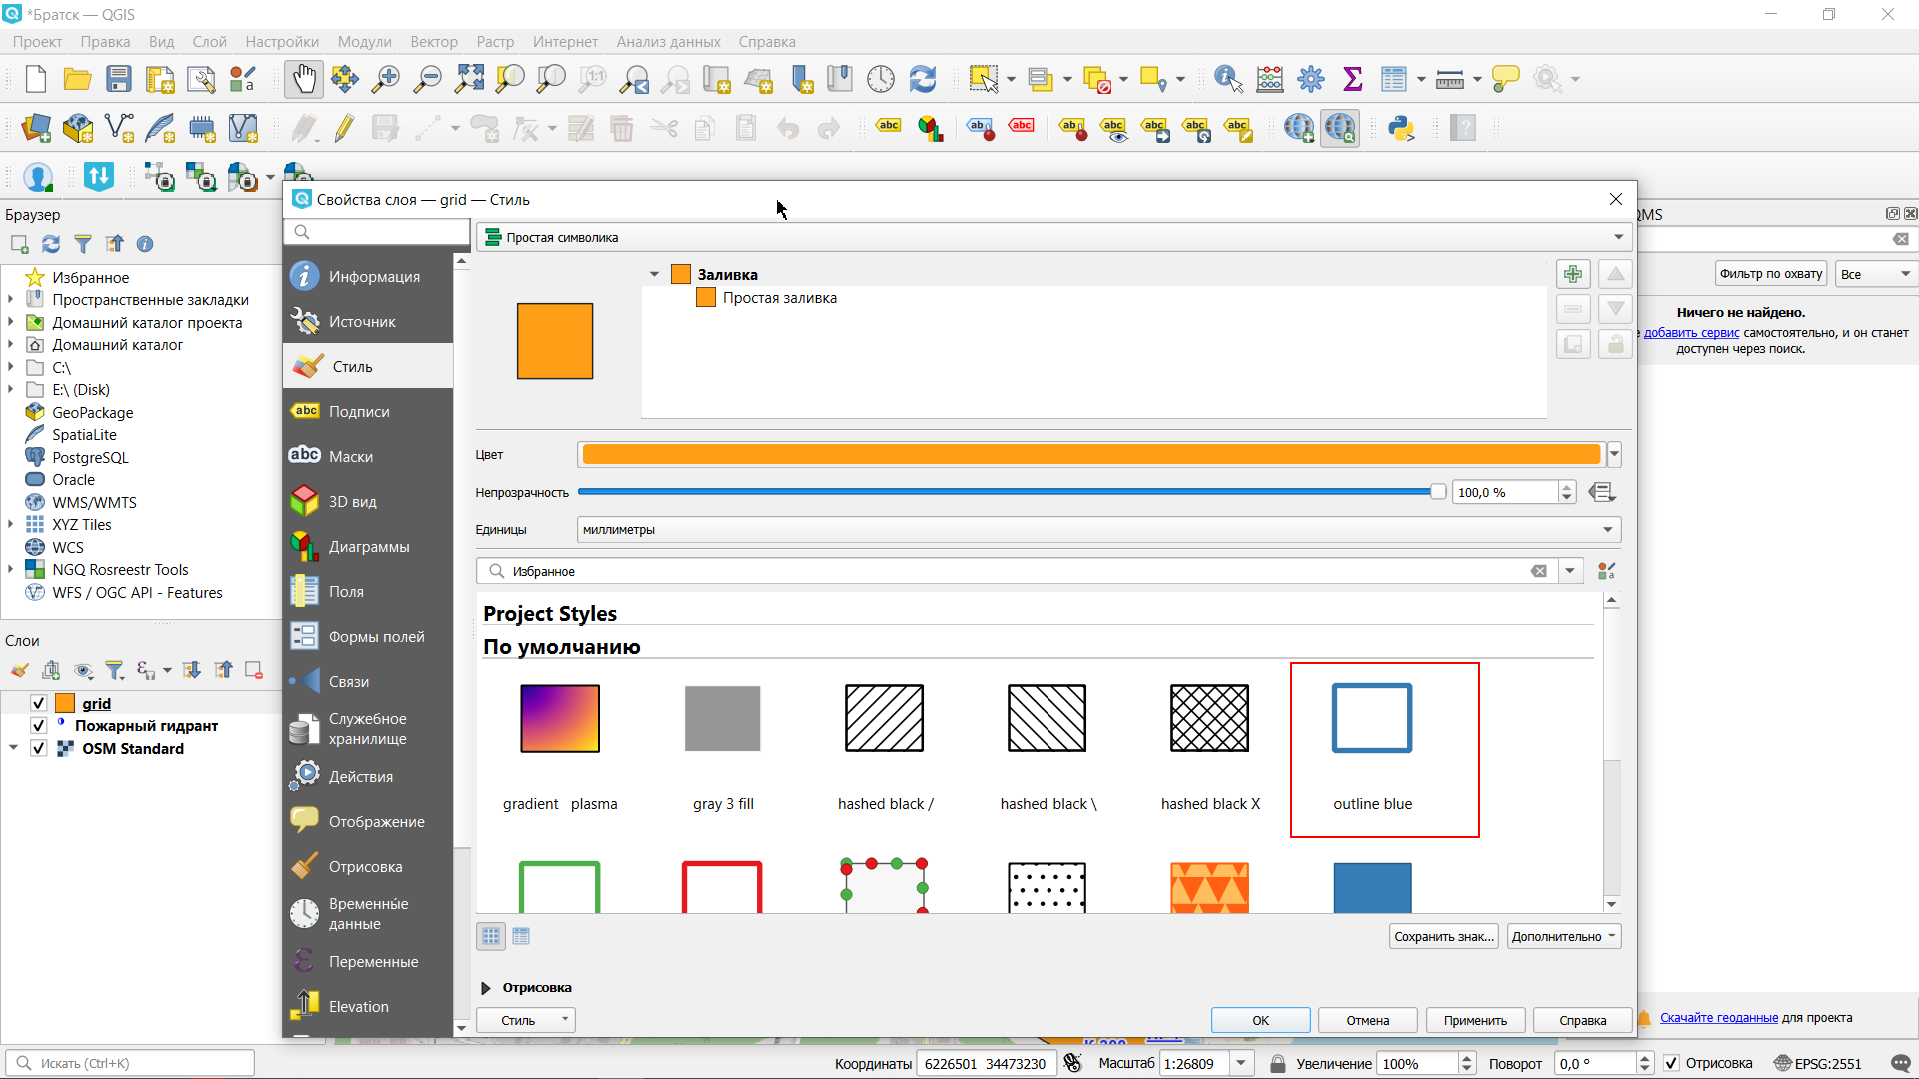 *Братск — QGIS
Проект Правка Вид Слой Настройки Модули Вектор Растр Интернет Анализ данных Справка
Свойства слоя — grid — Стиль
Браузер
Избранное
Пространственные закладки
Домашний каталог проекта
Домашний каталог
C:\
E:\ (Disk)
GeoPackage
SpatiaLite
PostgreSQL
Oracle
WMS/WMTS
XYZ Tiles
WCS
NGQ Rosreestr Tools
WFS / OGC API - Features
Слои
grid
Пожарный гидрант
OSM Standard
Информация
Источник
Стиль
Подписи
Маски
3D вид
Диаграммы
Поля
Формы полей
Связи
Служебное
хранилище
Действия
Отображение
Отрисовка
Временные
данные
Переменные
Elevation
Простая символика
Заливка
Простая заливка
Цвет
Непрозрачность 100,0 %
Единицы миллиметры
Избранное
Project Styles
По умолчанию
gradient plasma gray 3 fill hashed black / hashed black \ hashed black X outline blue
Сохранить знак... Дополнительно
Отрисовка
Стиль OK Отмена Применить Справка
QMS
Фильтр по охвату Все
Ничего не найдено.
добавить сервис самостоятельно, и он станет
доступен через поиск.
Скачайте геоданные для проекта
Искать (Ctrl+K) Координаты 6226501 34473230 Масштаб 1:26809 Увеличение 100% Поворот 0,0 ° Отрисовка EPSG:2551